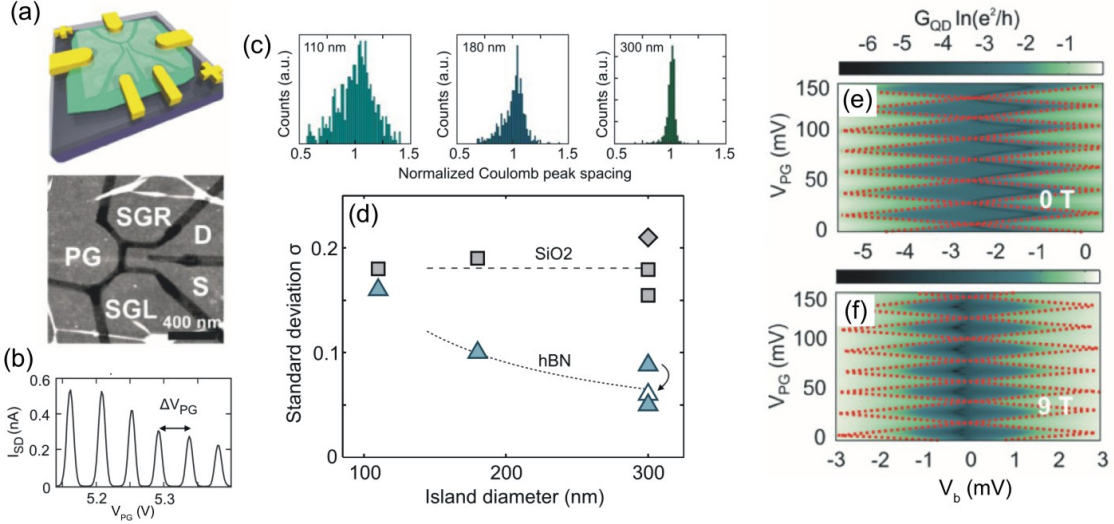 (a)
SGR
D
PG
S
SGL
400 nm
(b)
0.6
0.4
0.2
0
I_SD (nA)
ΔV_PG
5.2
5.3
V_PG (V)
(c)
110 nm
180 nm
300 nm
Counts (a.u.)
Counts (a.u.)
Counts (a.u.)
0.5
1
1.5
0.5
1
1.5
0.5
1
1.5
Normalized Coulomb peak spacing
(d)
Standard deviation σ
0.2
0.1
0
SiO2
hBN
100
200
300
Island diameter (nm)
G_QD ln(e²/h)
-6
-5
-4
-3
-2
-1
(e)
150
100
50
0
V_PG (mV)
0 T
-5
-4
-3
-2
-1
0
(f)
150
100
50
0
V_PG (mV)
9 T
-3
-2
-1
0
1
2
3
V_b (mV)